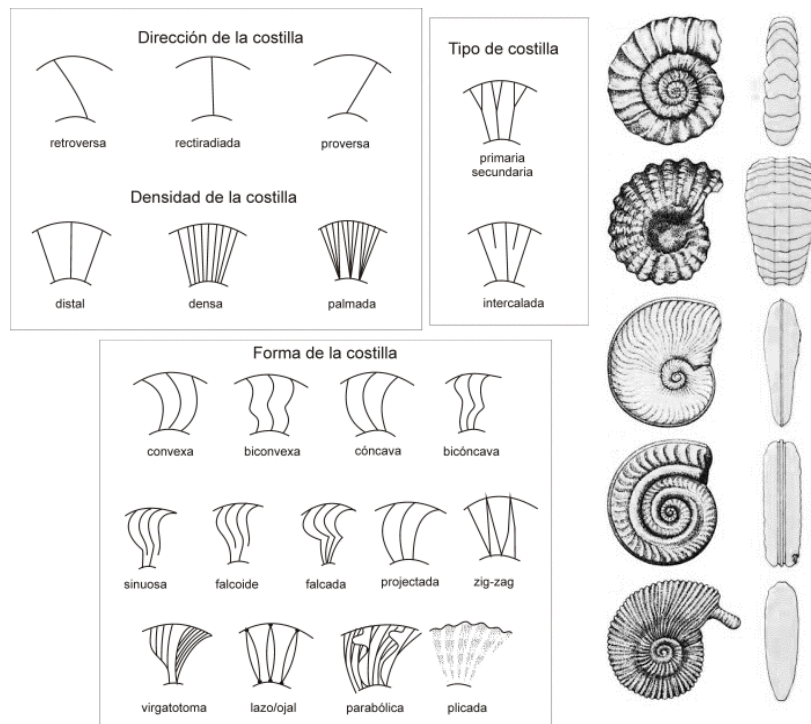 Dirección de la costilla
retroversa rectiradiada proversa
Densidad de la costilla
distal densa palmada
Tipo de costilla
primaria
secundaria
intercalada
Forma de la costilla
convexa biconvexa cóncava bicóncava
sinuosa falcoide falcada projectada zig-zag
virgatotoma lazo/ojal parabólica plicada